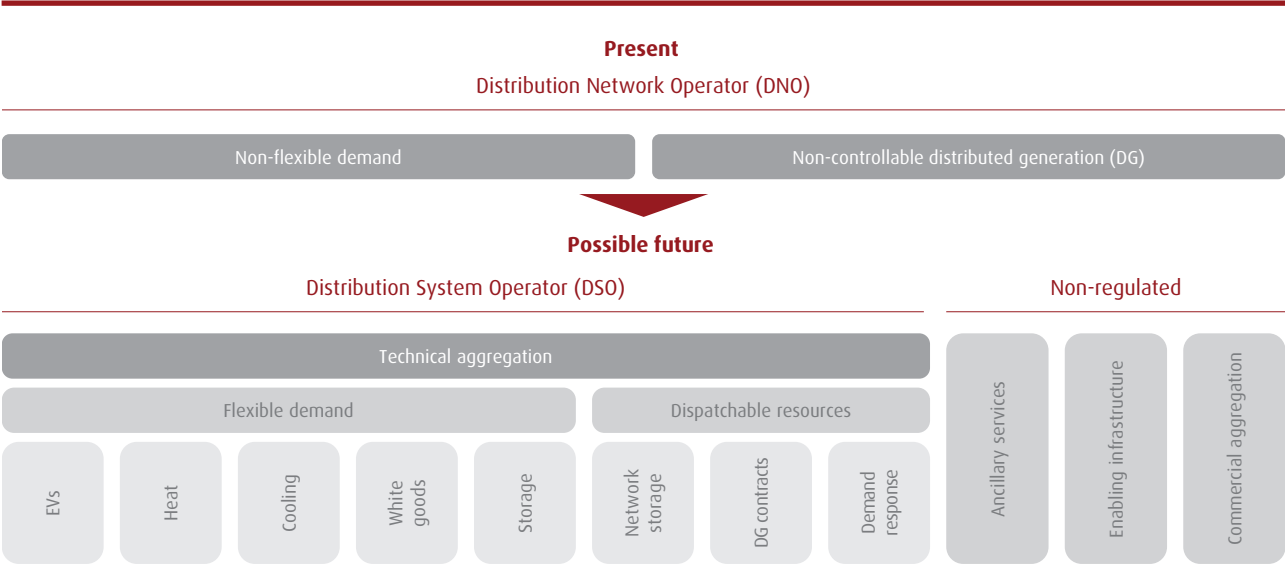 Present
Distribution Network Operator (DNO)
Non-flexible demand
Non-controllable distributed generation (DG)
Possible future
Distribution System Operator (DSO)
Non-regulated
Technical aggregation
Flexible demand
Dispatchable resources
EVs
Heat
Cooling
White
goods
Storage
Network
storage
DG contracts
Demand
response
Ancillary services
Enabling infrastructure
Commercial aggregation